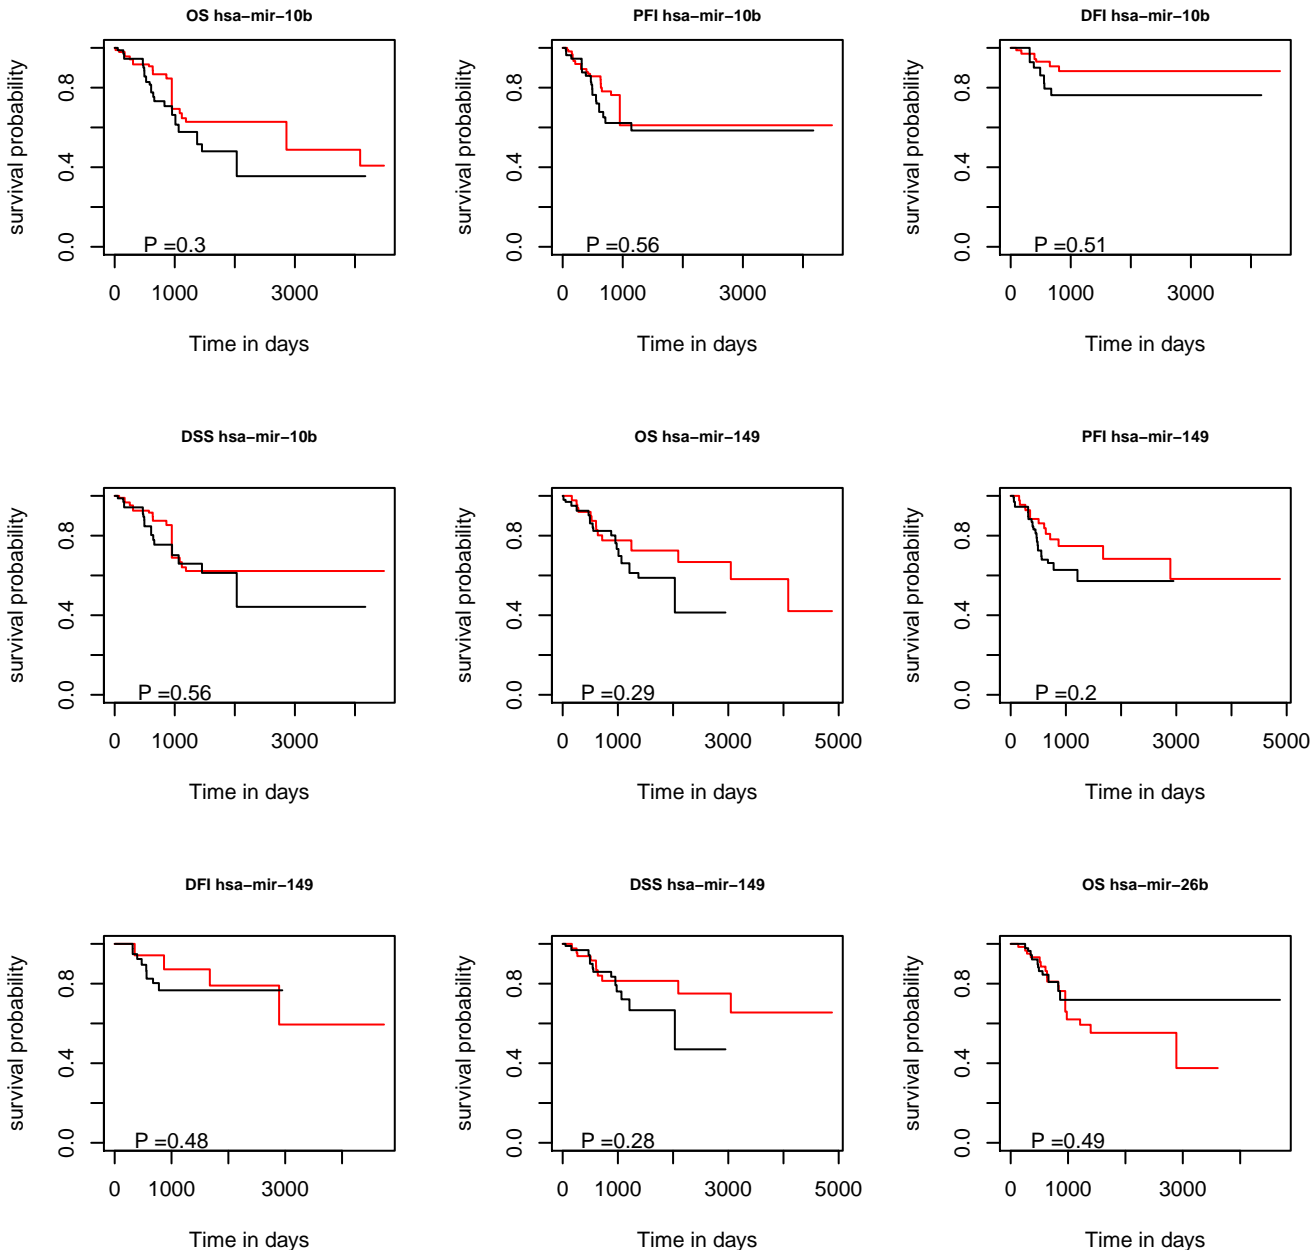 OS hsa−mir−10b
survival probability
0.0 0.4 0.8
P =0.3
0 1000 3000
Time in days
PFI hsa−mir−10b
survival probability
0.0 0.4 0.8
P =0.56
0 1000 3000
Time in days
DFI hsa−mir−10b
survival probability
0.0 0.4 0.8
P =0.51
0 1000 3000
Time in days
DSS hsa−mir−10b
survival probability
0.0 0.4 0.8
P =0.56
0 1000 3000
Time in days
OS hsa−mir−149
survival probability
0.0 0.4 0.8
P =0.29
0 1000 3000 5000
Time in days
PFI hsa−mir−149
survival probability
0.0 0.4 0.8
P =0.2
0 1000 3000 5000
Time in days
DFI hsa−mir−149
survival probability
0.0 0.4 0.8
P =0.48
0 1000 3000
Time in days
DSS hsa−mir−149
survival probability
0.0 0.4 0.8
P =0.28
0 1000 3000 5000
Time in days
OS hsa−mir−26b
survival probability
0.0 0.4 0.8
P =0.49
0 1000 3000
Time in days